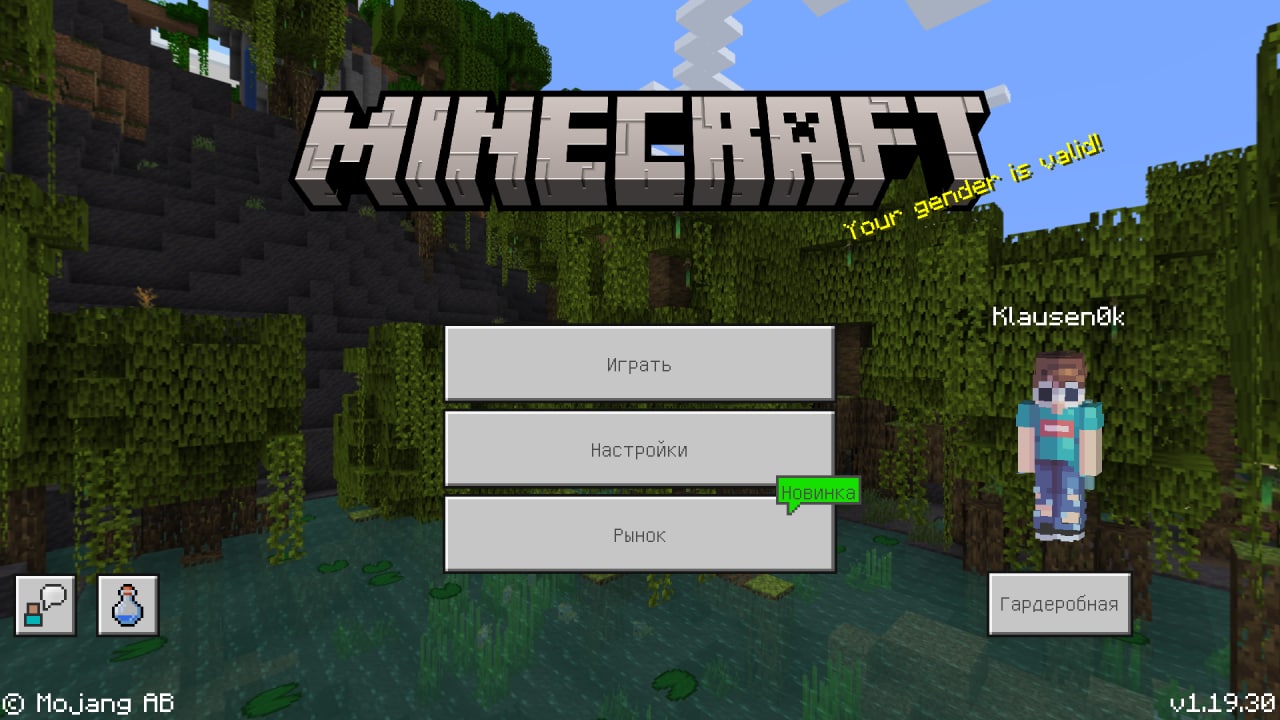 MINECRAFT
Your gender is valid!
Klausen0k
Играть
Настройки
Новинка
Рынок
Гардеробная
© Mojang AB
v1.19.30